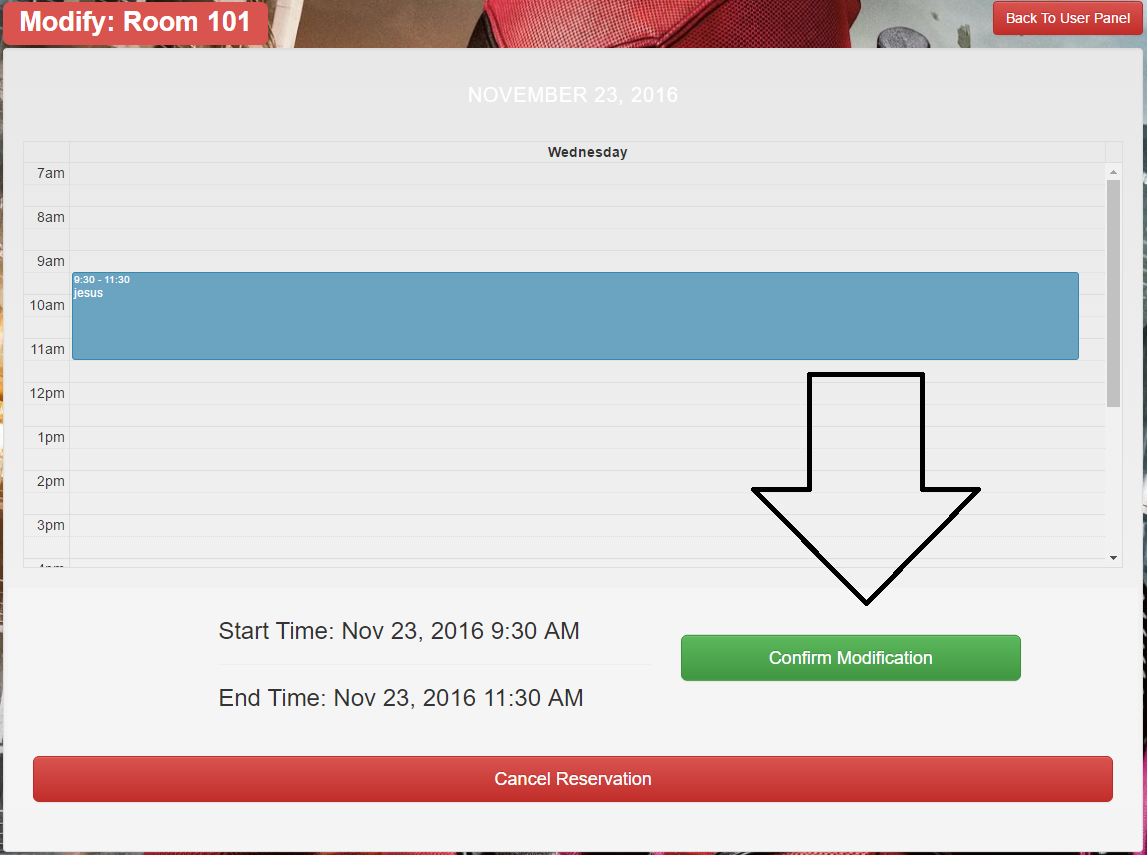 Modify: Room 101
Back To User Panel
NOVEMBER 23, 2016
Wednesday
7am
8am
9am
9:30 - 11:30
jesus
10am
11am
12pm
1pm
2pm
3pm
Start Time: Nov 23, 2016 9:30 AM
Confirm Modification
End Time: Nov 23, 2016 11:30 AM
Cancel Reservation